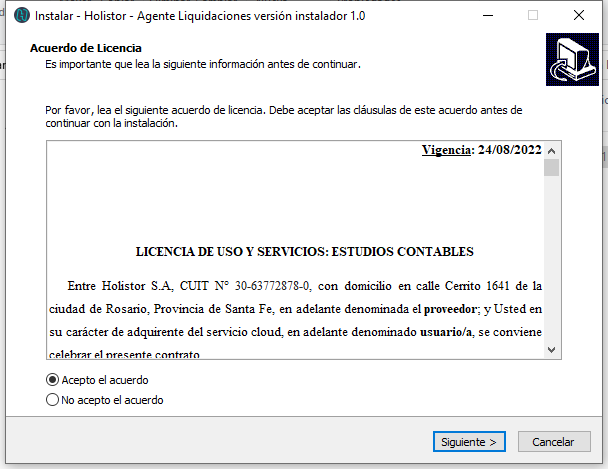 Instalar - Holistor - Agente Liquidaciones versión instalador 1.0
Acuerdo de Licencia
Es importante que lea la siguiente información antes de continuar.
Por favor, lea el siguiente acuerdo de licencia. Debe aceptar las cláusulas de este acuerdo antes de
continuar con la instalación.
Vigencia: 24/08/2022
LICENCIA DE USO Y SERVICIOS: ESTUDIOS CONTABLES
Entre Holistor S.A, CUIT N° 30-63772878-0, con domicilio en calle Cerrito 1641 de la
ciudad de Rosario, Provincia de Santa Fe, en adelante denominada el proveedor; y Usted en
su carácter de adquirente del servicio cloud, en adelante denominado usuario/a, se conviene
celebrar el presente contrato
Acepto el acuerdo
No acepto el acuerdo
Siguiente >
Cancelar